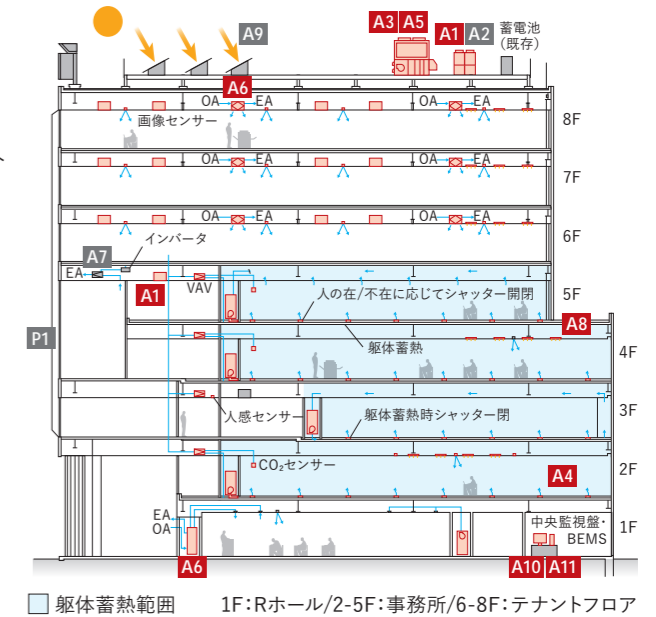 A9
A3 A5
A1 A2
蓄電池
(既存)
A6
OA EA
OA EA
画像センサー
8F
ト
OA EA
OA EA
7F
OA EA
OA EA
6F
インバータ
A7
EA
A1
VAV
人の在/不在に応じてシャッター開閉
5F
A8
P1
躯体蓄熱
4F
人感センサー
躯体蓄熱時シャッター閉
3F
CO₂センサー
A4
2F
EA
OA
中央監視盤・
BEMS
1F
A6
A10 A11
躯体蓄熱範囲 1F:Rホール/2-5F:事務所/6-8F:テナントフロア